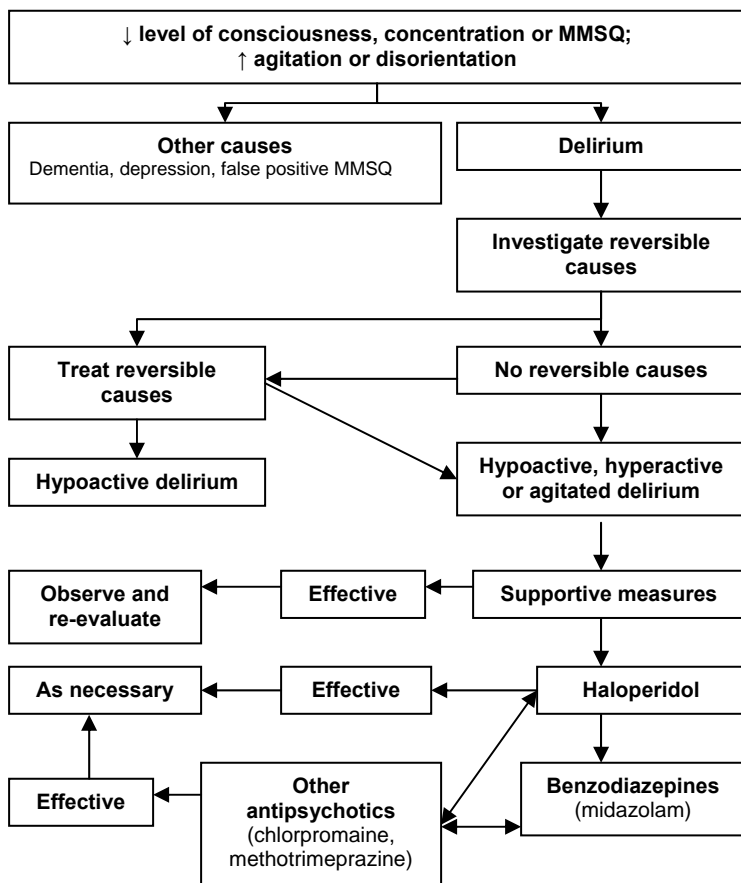 ↓ level of consciousness, concentration or MMSQ;
↑ agitation or disorientation
Other causes
Dementia, depression, false positive MMSQ
Delirium
Investigate reversible
causes
Treat reversible
causes
No reversible causes
Hypoactive delirium
Hypoactive, hyperactive
or agitated delirium
Observe and
re-evaluate
Effective
Supportive measures
As necessary
Effective
Haloperidol
Effective
Other
antipsychotics
(chlorpromaine,
methotrimeprazine)
Benzodiazepines
(midazolam)